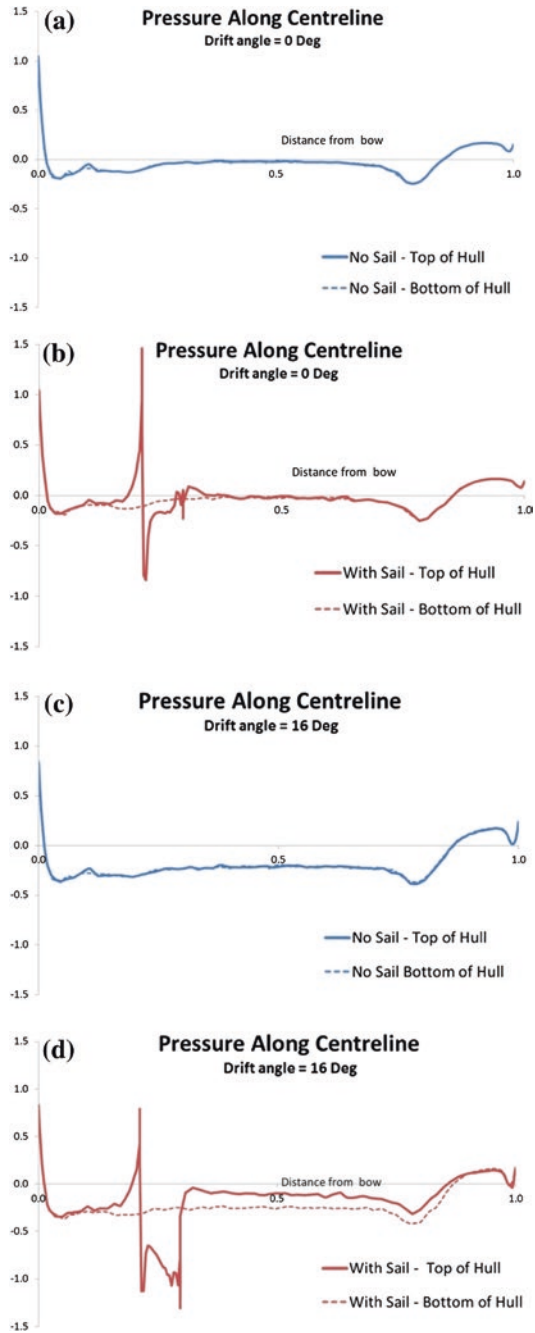 (a) Pressure Along Centreline
Drift angle = 0 Deg
1.5
1.0
0.5
Distance from bow
0.0
0.0 0.5 1.0
-0.5
No Sail - Top of Hull
-1.0
No Sail - Bottom of Hull
-1.5
(b) Pressure Along Centreline
Drift angle = 0 Deg
1.5
1.0
0.5
Distance from bow
0.0
0.0 0.5 1.0
-0.5
With Sail - Top of Hull
-1.0
With Sail - Bottom of Hull
-1.5
(c) Pressure Along Centreline
Drift angle = 16 Deg
1.5
1.0
0.5
0.0
0.0 0.5 1.0
-0.5
No Sail - Top of Hull
-1.0
No Sail Bottom of Hull
-1.5
(d) Pressure Along Centreline
Drift angle = 16 Deg
1.5
1.0
0.5
Distance from bow
0.0
0.0 0.5 1.0
-0.5
With Sail - Top of Hull
-1.0
With Sail - Bottom of Hull
-1.5